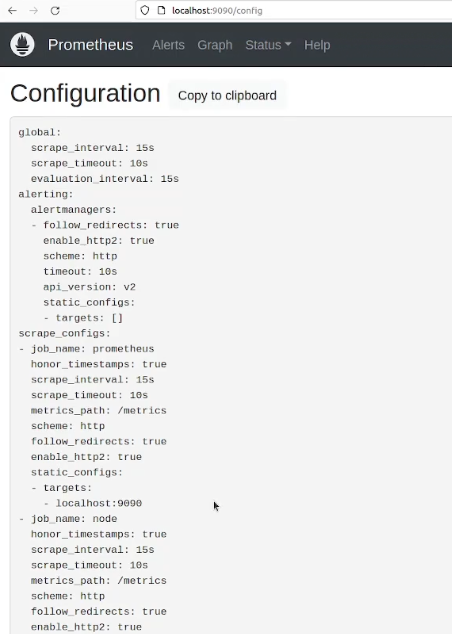 localhost:9090/config
Prometheus Alerts Graph Status Help
Configuration Copy to clipboard
global:
  scrape_interval: 15s
  scrape_timeout: 10s
  evaluation_interval: 15s
alerting:
  alertmanagers:
  - follow_redirects: true
    enable_http2: true
    scheme: http
    timeout: 10s
    api_version: v2
    static_configs:
    - targets: []
scrape_configs:
- job_name: prometheus
  honor_timestamps: true
  scrape_interval: 15s
  scrape_timeout: 10s
  metrics_path: /metrics
  scheme: http
  follow_redirects: true
  enable_http2: true
  static_configs:
  - targets:
    - localhost:9090
- job_name: node
  honor_timestamps: true
  scrape_interval: 15s
  scrape_timeout: 10s
  metrics_path: /metrics
  scheme: http
  follow_redirects: true
  enable_http2: true